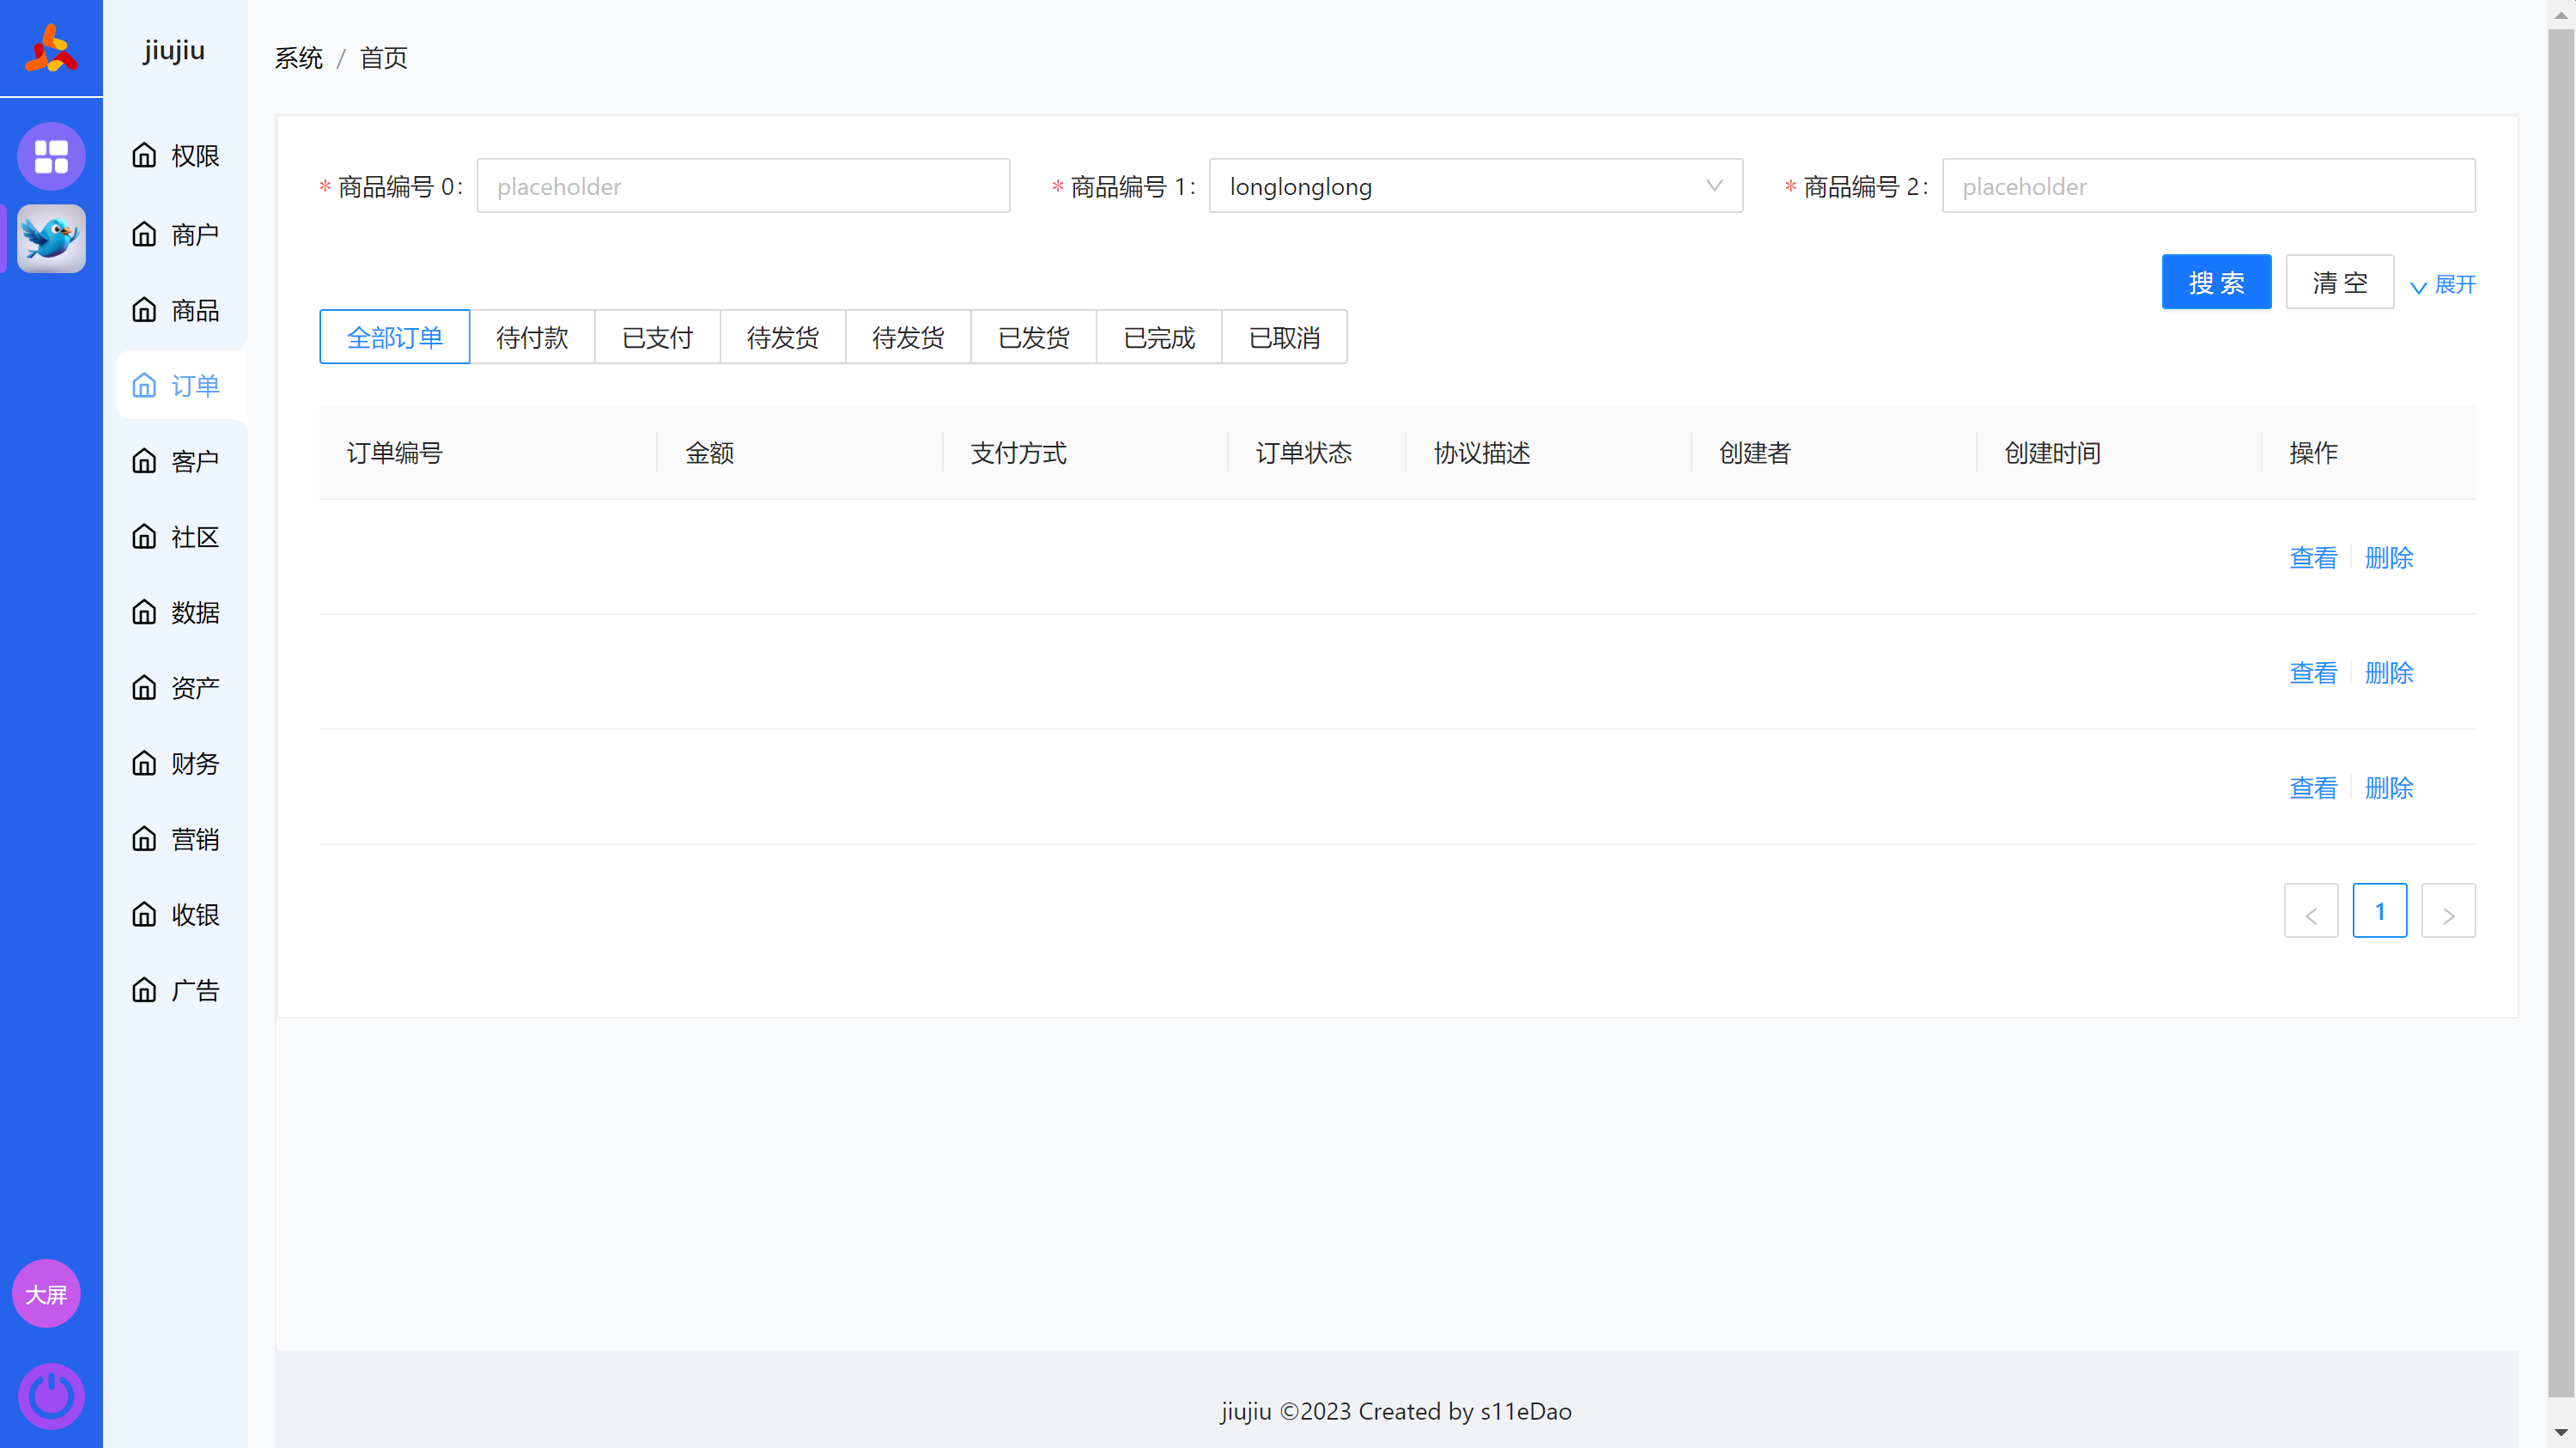 jiujiu
系统 / 首页
权限
商户
商品
订单
客户
社区
数据
资产
财务
营销
收银
广告
大屏
* 商品编号 0: placeholder
* 商品编号 1: longlonglong
* 商品编号 2: placeholder
搜 索 清 空 展开
全部订单 待付款 已支付 待发货 待发货 已发货 已完成 已取消
订单编号 金额 支付方式 订单状态 协议描述 创建者 创建时间 操作
查看 删除
查看 删除
查看 删除
< 1 >
jiujiu ©2023 Created by s11eDao